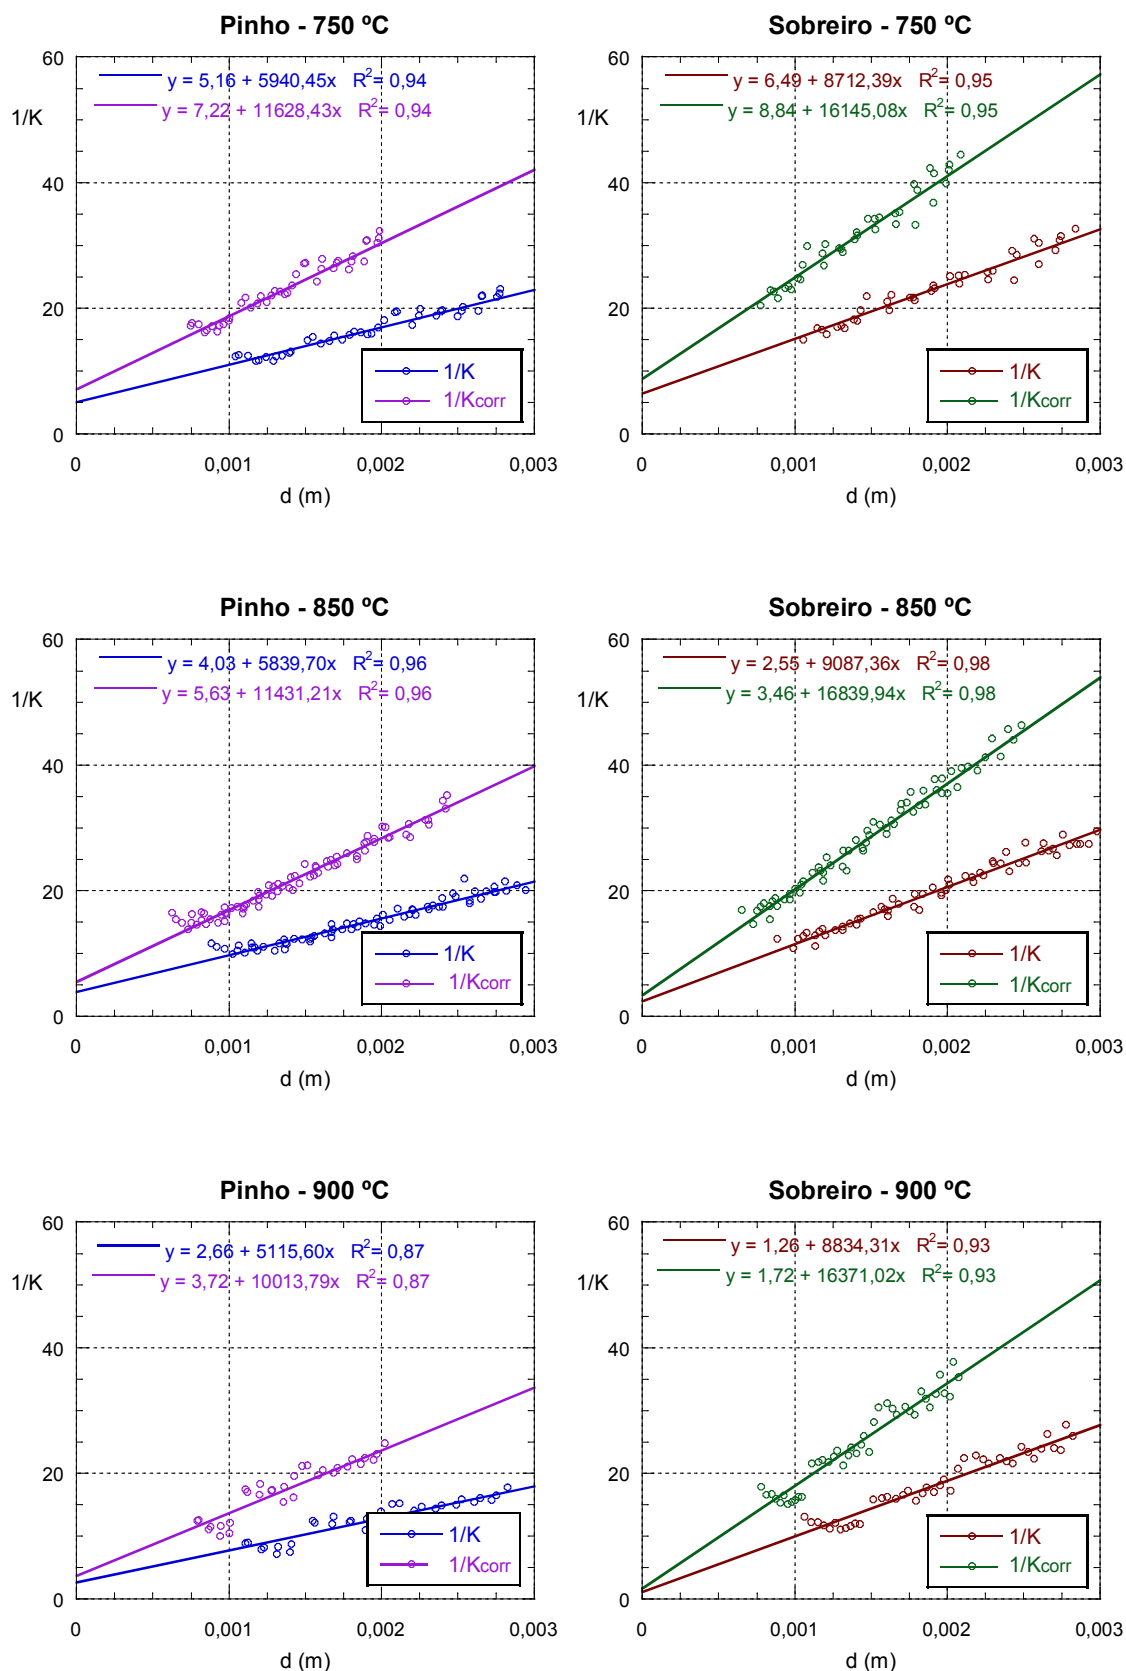 Pinho - 750 ºC
60
y = 5,16 + 5940,45x R²= 0,94
y = 7,22 + 11628,43x R²= 0,94
1/K
40
20
1/K
1/Kcorr
0
0 0,001 0,002 0,003
d (m)
Sobreiro - 750 ºC
60
y = 6,49 + 8712,39x R²= 0,95
y = 8,84 + 16145,08x R²= 0,95
1/K
40
20
1/K
1/Kcorr
0
0 0,001 0,002 0,003
d (m)
Pinho - 850 ºC
60
y = 4,03 + 5839,70x R²= 0,96
y = 5,63 + 11431,21x R²= 0,96
1/K
40
20
1/K
1/Kcorr
0
0 0,001 0,002 0,003
d (m)
Sobreiro - 850 ºC
60
y = 2,55 + 9087,36x R²= 0,98
y = 3,46 + 16839,94x R²= 0,98
1/K
40
20
1/K
1/Kcorr
0
0 0,001 0,002 0,003
d (m)
Pinho - 900 ºC
60
y = 2,66 + 5115,60x R²= 0,87
y = 3,72 + 10013,79x R²= 0,87
1/K
40
20
1/K
1/Kcorr
0
0 0,001 0,002 0,003
d (m)
Sobreiro - 900 ºC
60
y = 1,26 + 8834,31x R²= 0,93
y = 1,72 + 16371,02x R²= 0,93
1/K
40
20
1/K
1/Kcorr
0
0 0,001 0,002 0,003
d (m)